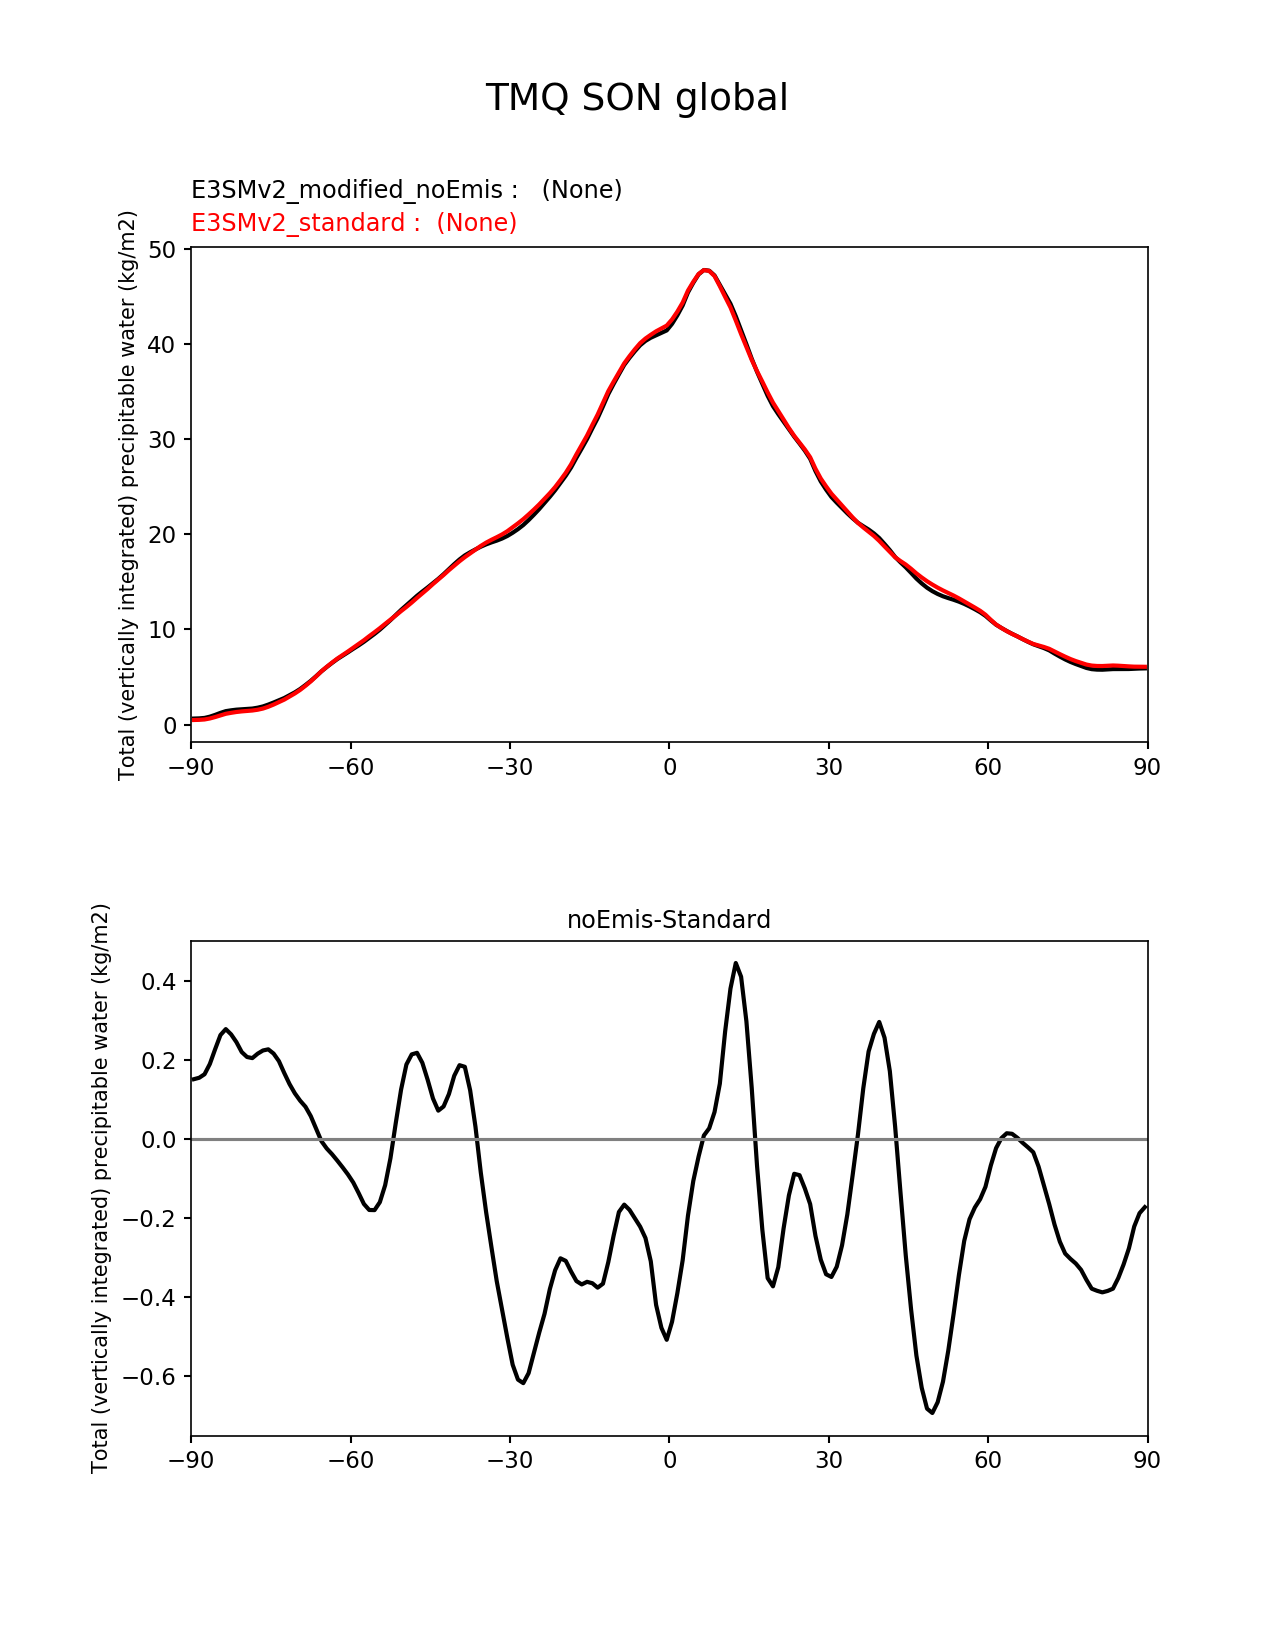 TMQ SON global
E3SMv2_modified_noEmis :   (None)
E3SMv2_standard :  (None)
Total (vertically integrated) precipitable water (kg/m2)
50
40
30
20
10
0
−90 −60 −30 0 30 60 90
noEmis-Standard
Total (vertically integrated) precipitable water (kg/m2)
0.4
0.2
0.0
−0.2
−0.4
−0.6
−90 −60 −30 0 30 60 90